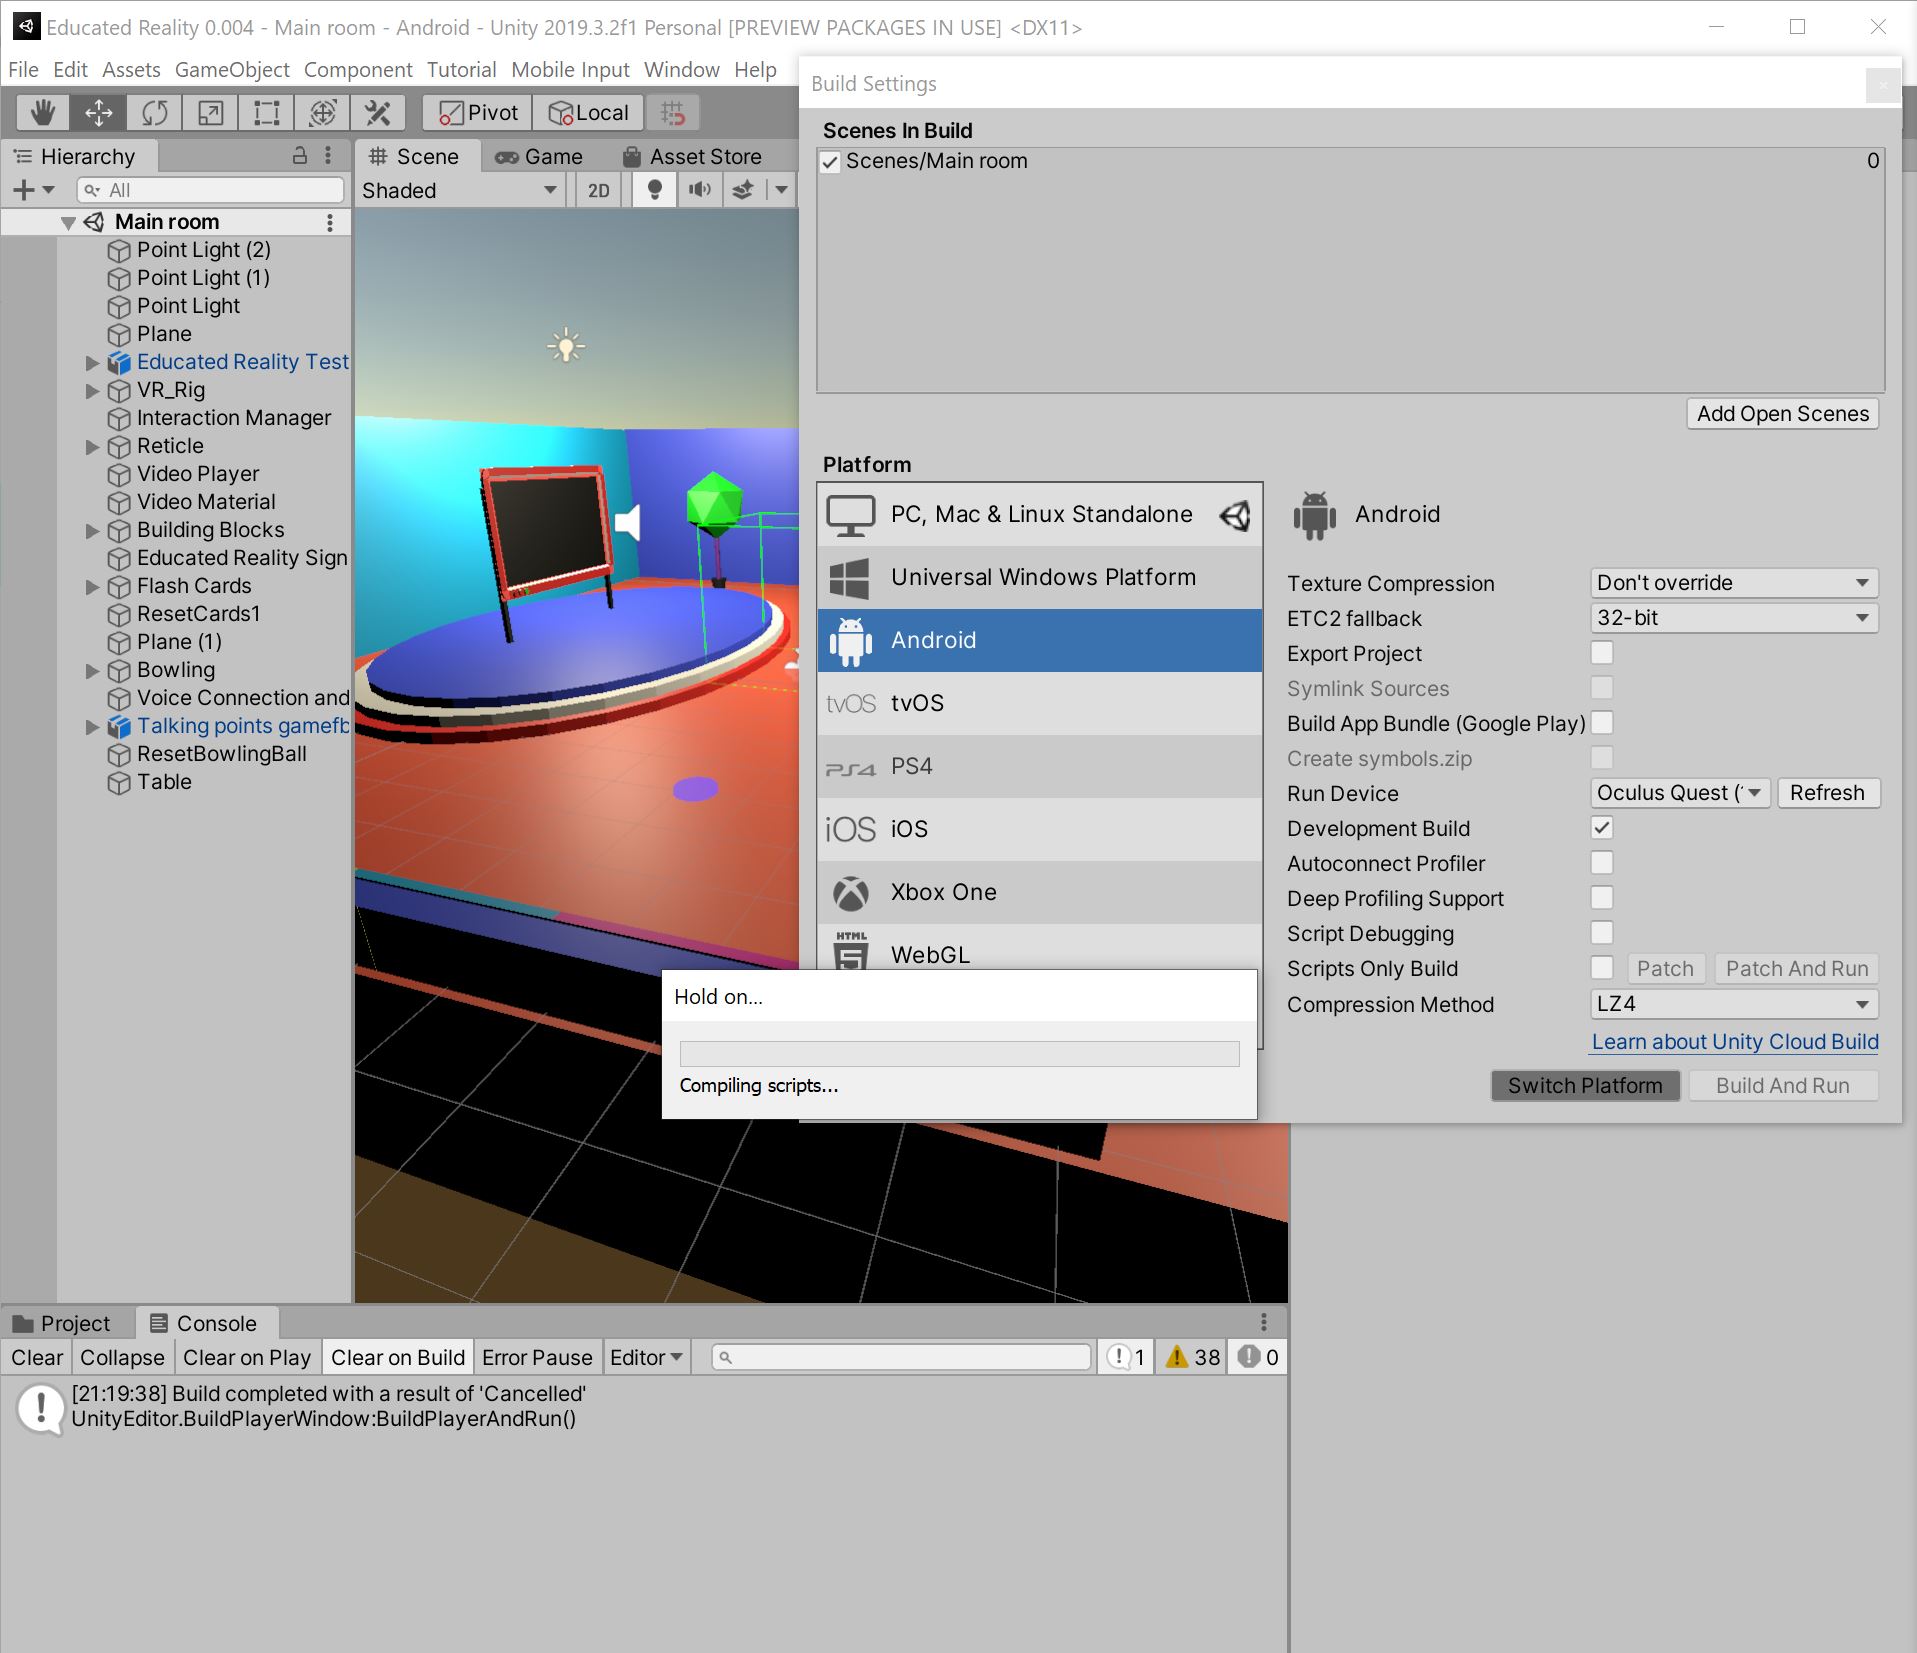 Educated Reality 0.004 - Main room - Android - Unity 2019.3.2f1 Personal [PREVIEW PACKAGES IN USE] <DX11>
File Edit Assets GameObject Component Tutorial Mobile Input Window Help
Pivot Local
Hierarchy
All
Main room
Point Light (2)
Point Light (1)
Point Light
Plane
Educated Reality Test
VR_Rig
Interaction Manager
Reticle
Video Player
Video Material
Building Blocks
Educated Reality Sign
Flash Cards
ResetCards1
Plane (1)
Bowling
Voice Connection and
Talking points gamefb
ResetBowlingBall
Table
Scene Game Asset Store
Shaded 2D
Build Settings
Scenes In Build
Scenes/Main room 0
Add Open Scenes
Platform
PC, Mac & Linux Standalone
Universal Windows Platform
Android
tvOS tvOS
PS4 PS4
iOS iOS
Xbox One
HTML 5 WebGL
Android
Texture Compression Don't override
ETC2 fallback 32-bit
Export Project
Symlink Sources
Build App Bundle (Google Play)
Create symbols.zip
Run Device Oculus Quest ( Refresh
Development Build
Autoconnect Profiler
Deep Profiling Support
Script Debugging
Scripts Only Build Patch Patch And Run
Compression Method LZ4
Learn about Unity Cloud Build
Switch Platform Build And Run
Hold on...
Compiling scripts...
Project Console
Clear Collapse Clear on Play Clear on Build Error Pause Editor 1 38 0
[21:19:38] Build completed with a result of 'Cancelled'
UnityEditor.BuildPlayerWindow:BuildPlayerAndRun()